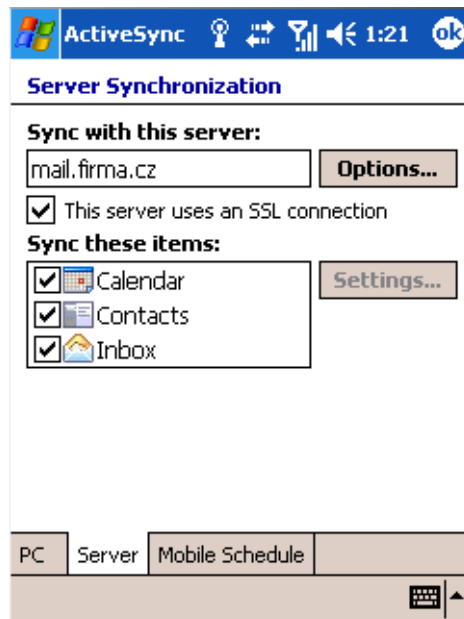 ActiveSync 1:21 ok
Server Synchronization
Sync with this server:
mail.firma.cz Options...
This server uses an SSL connection
Sync these items:
Calendar Settings...
Contacts
Inbox
PC Server Mobile Schedule